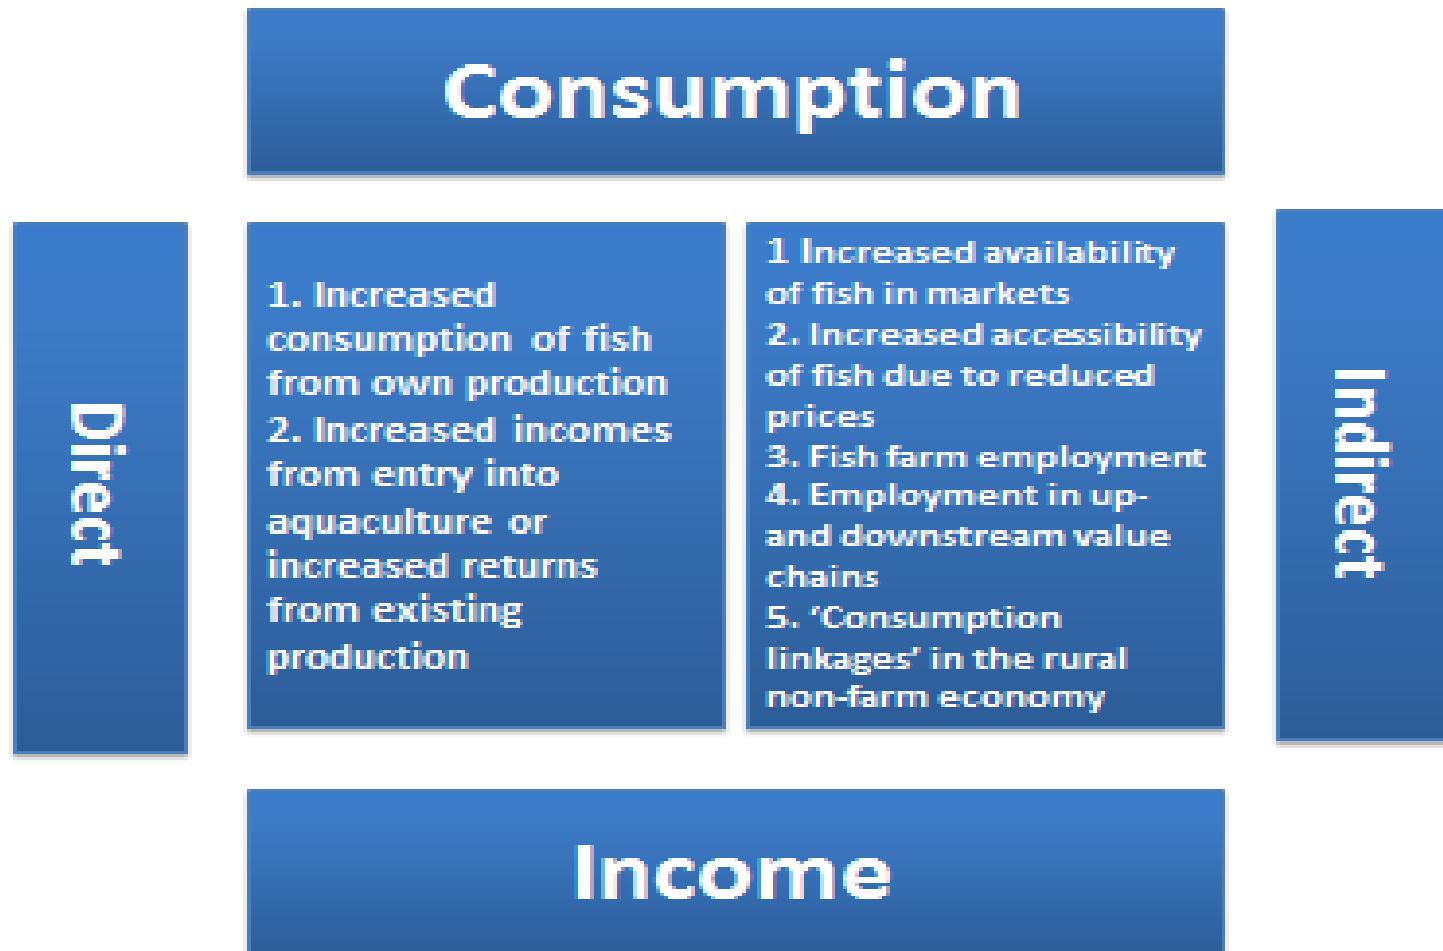 Consumption
Direct
1. Increased
consumption of fish
from own production
2. Increased incomes
from entry into
aquaculture or
increased returns
from existing
production
1 Increased availability
of fish in markets
2. Increased accessibility
of fish due to reduced
prices
3. Fish farm employment
4. Employment in up-
and downstream value
chains
5. ‘Consumption
linkages’ in the rural
non-farm economy
Indirect
Income